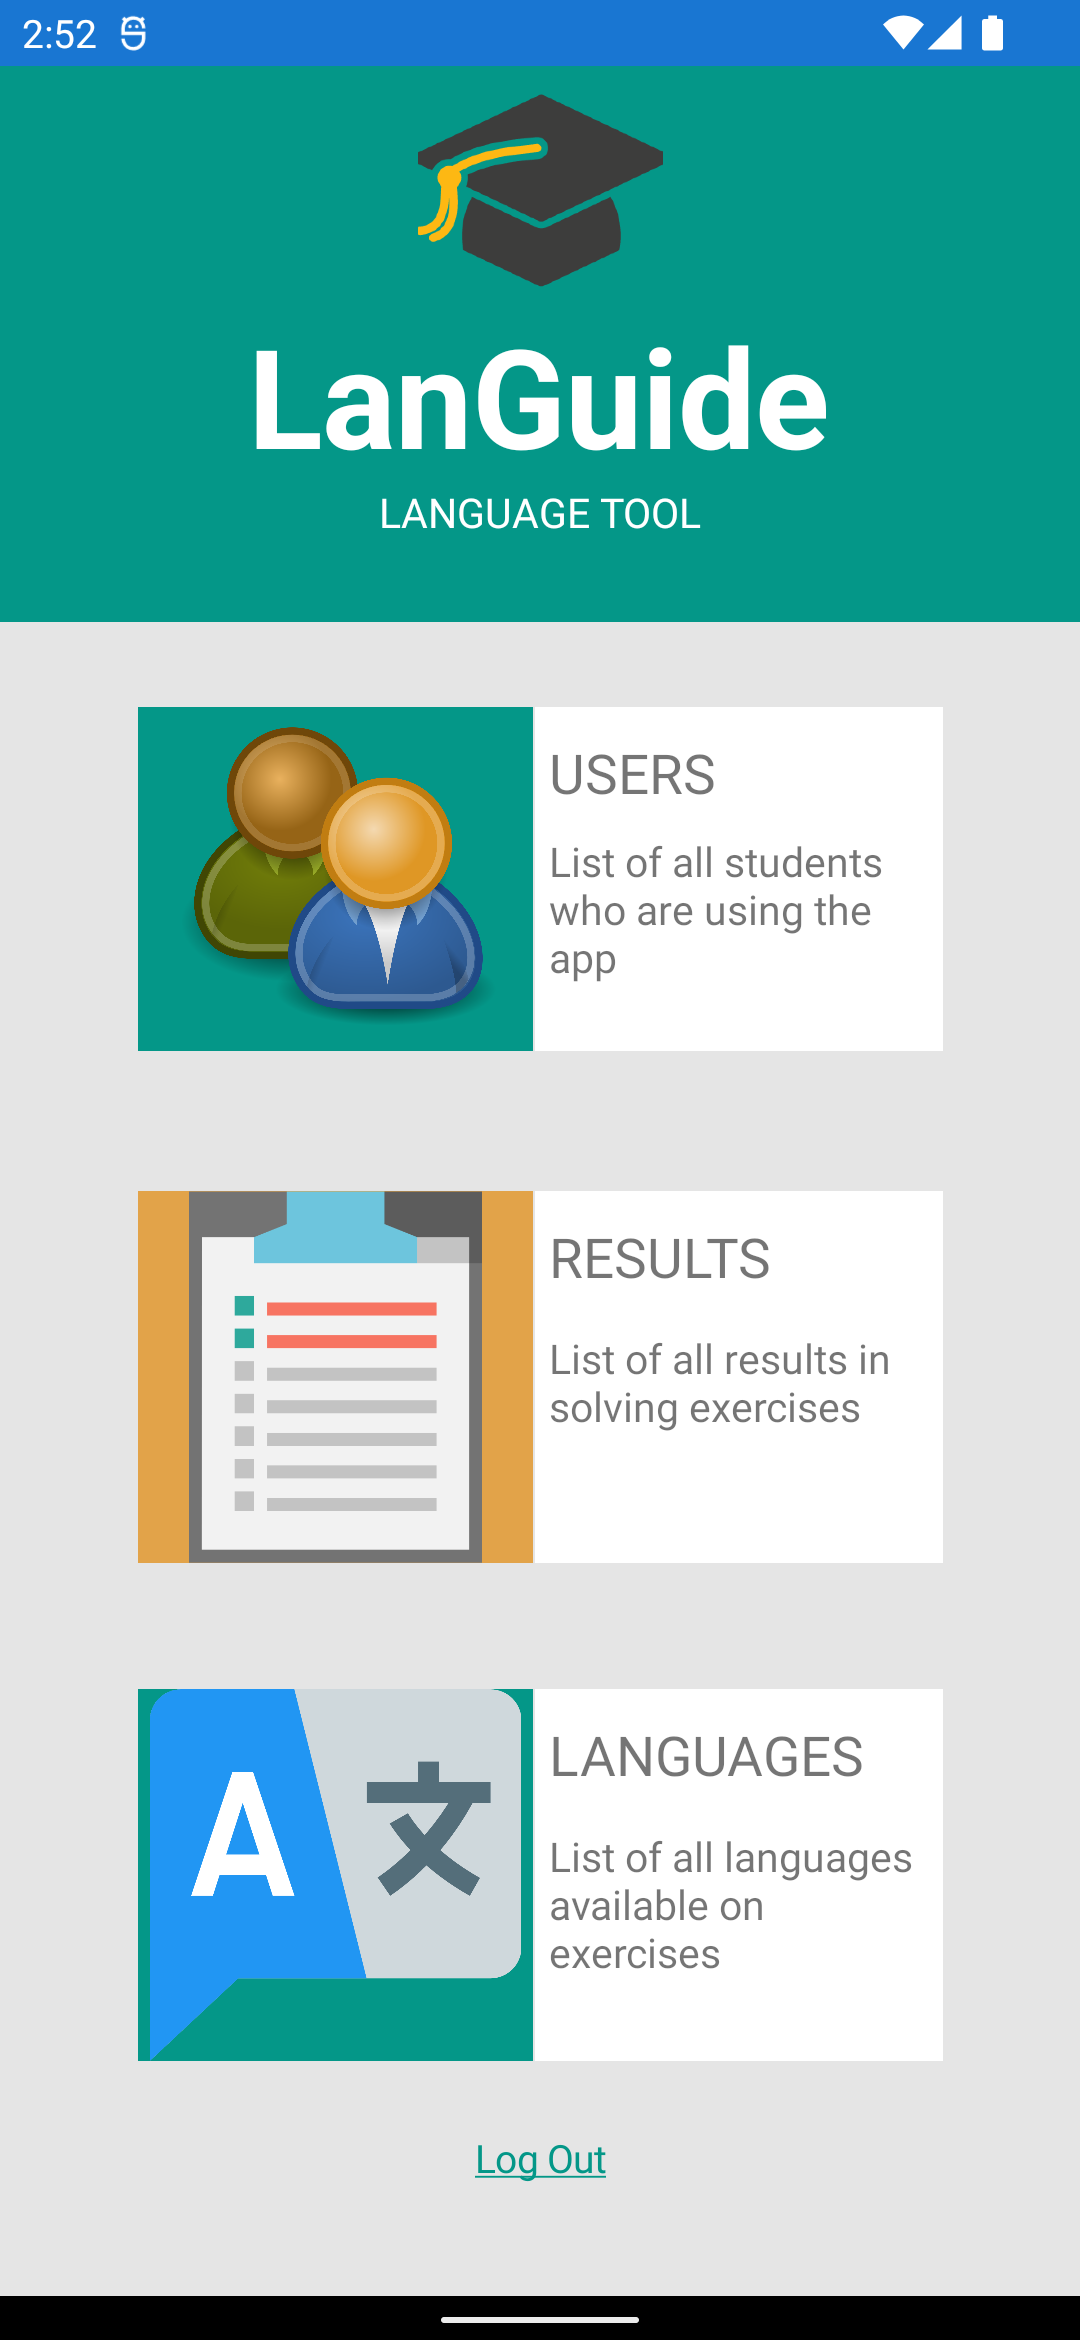 2:52
LanGuide
LANGUAGE TOOL
USERS
List of all students
who are using the
app
RESULTS
List of all results in
solving exercises
A 文
LANGUAGES
List of all languages
available on
exercises
Log Out